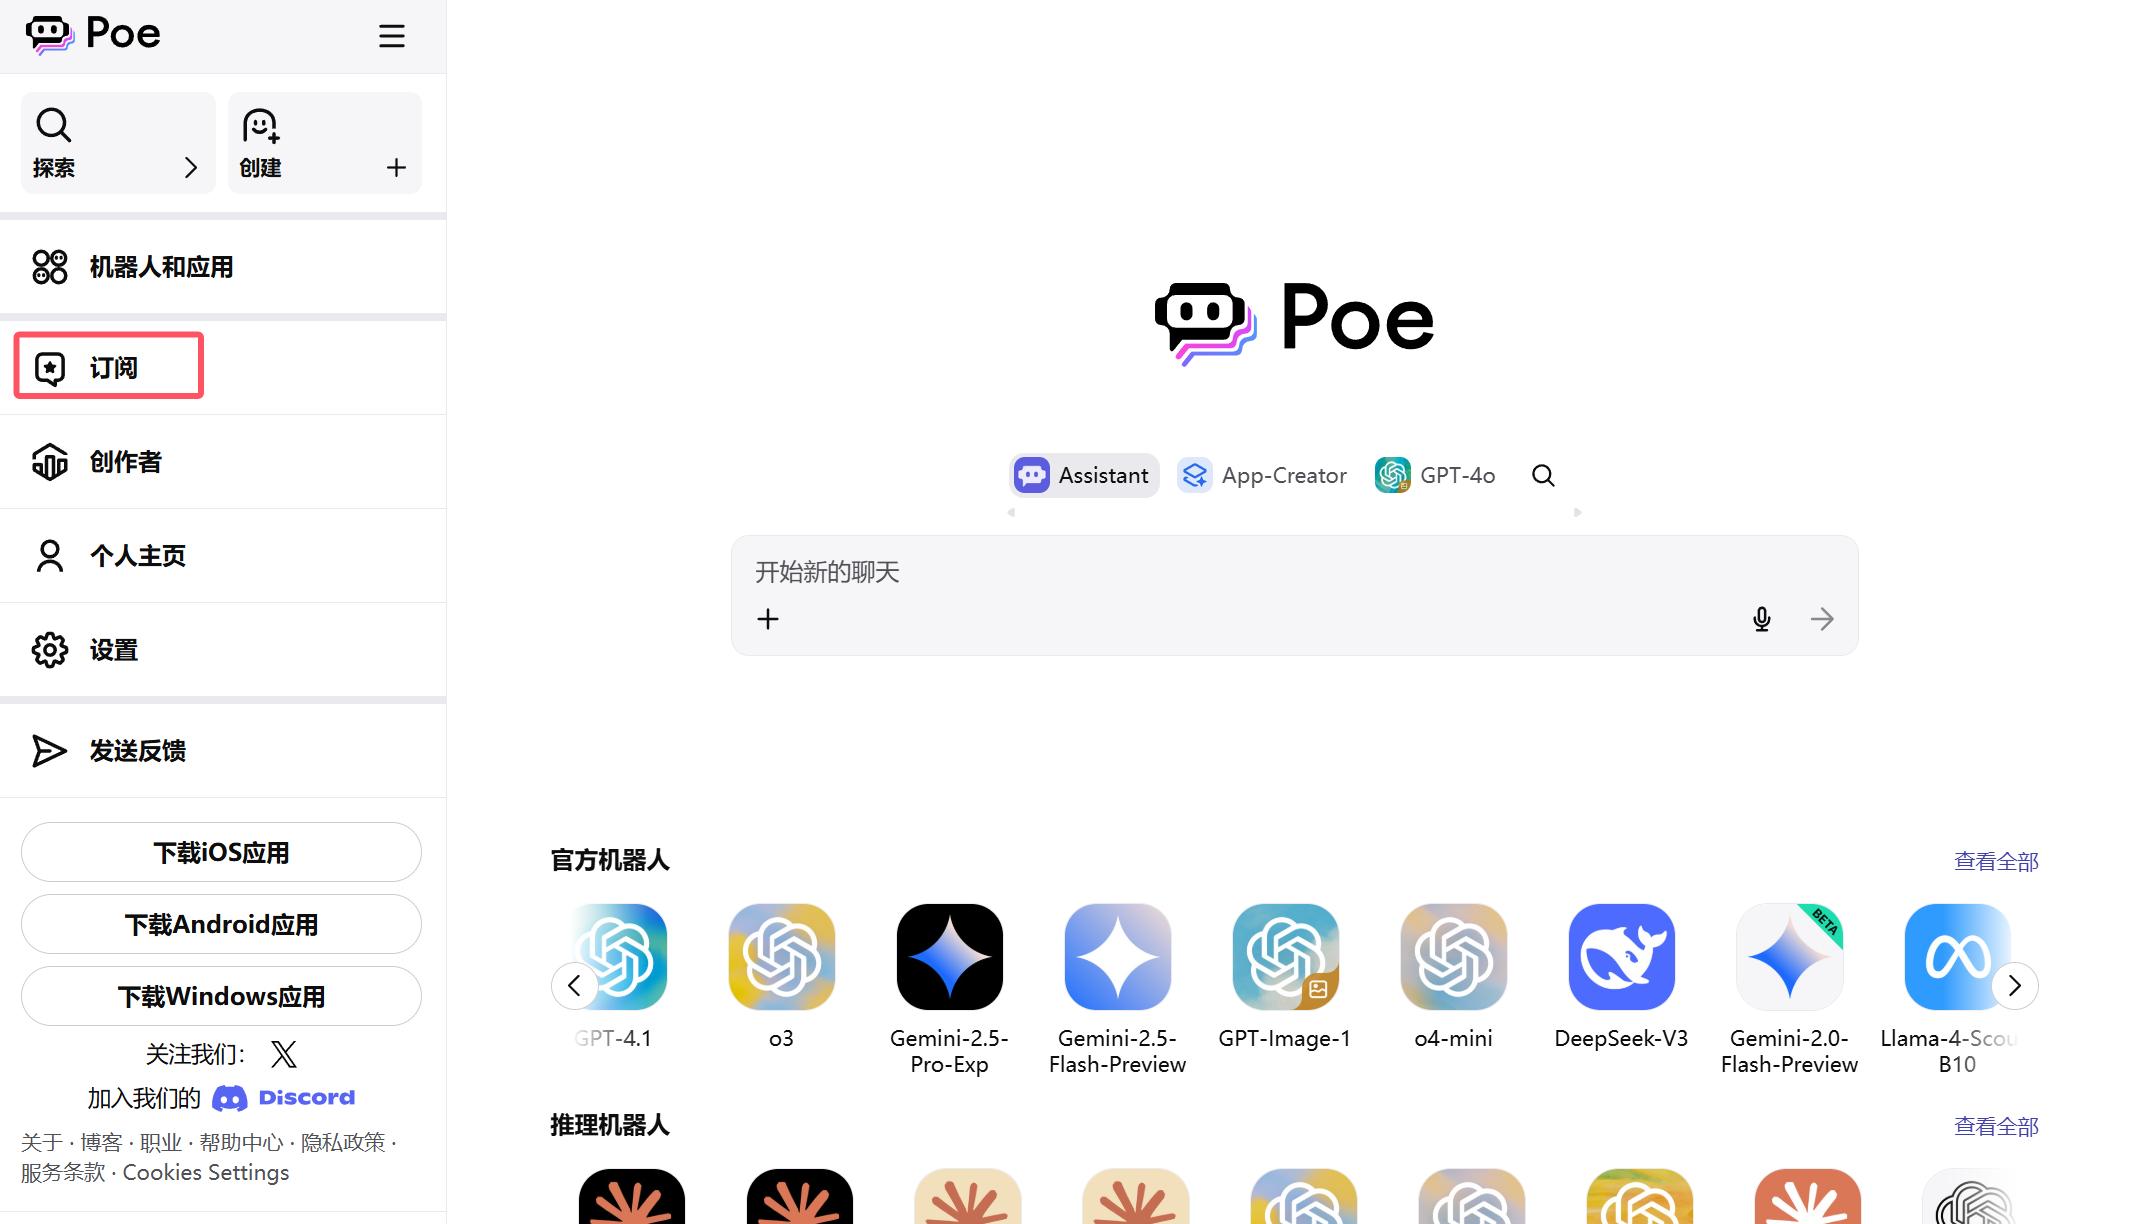 Poe
探索
创建
机器人和应用
订阅
创作者
个人主页
设置
发送反馈
下载iOS应用
下载Android应用
下载Windows应用
关注我们：
加入我们的 Discord
关于 · 博客 · 职业 · 帮助中心 · 隐私政策 ·
服务条款 · Cookies Settings
Poe
Assistant
App-Creator
GPT-4o
开始新的聊天
官方机器人
查看全部
GPT-4.1
o3
Gemini-2.5-
Pro-Exp
Gemini-2.5-
Flash-Preview
GPT-Image-1
o4-mini
DeepSeek-V3
BETA
Gemini-2.0-
Flash-Preview
Llama-4-Scou
B10
推理机器人
查看全部